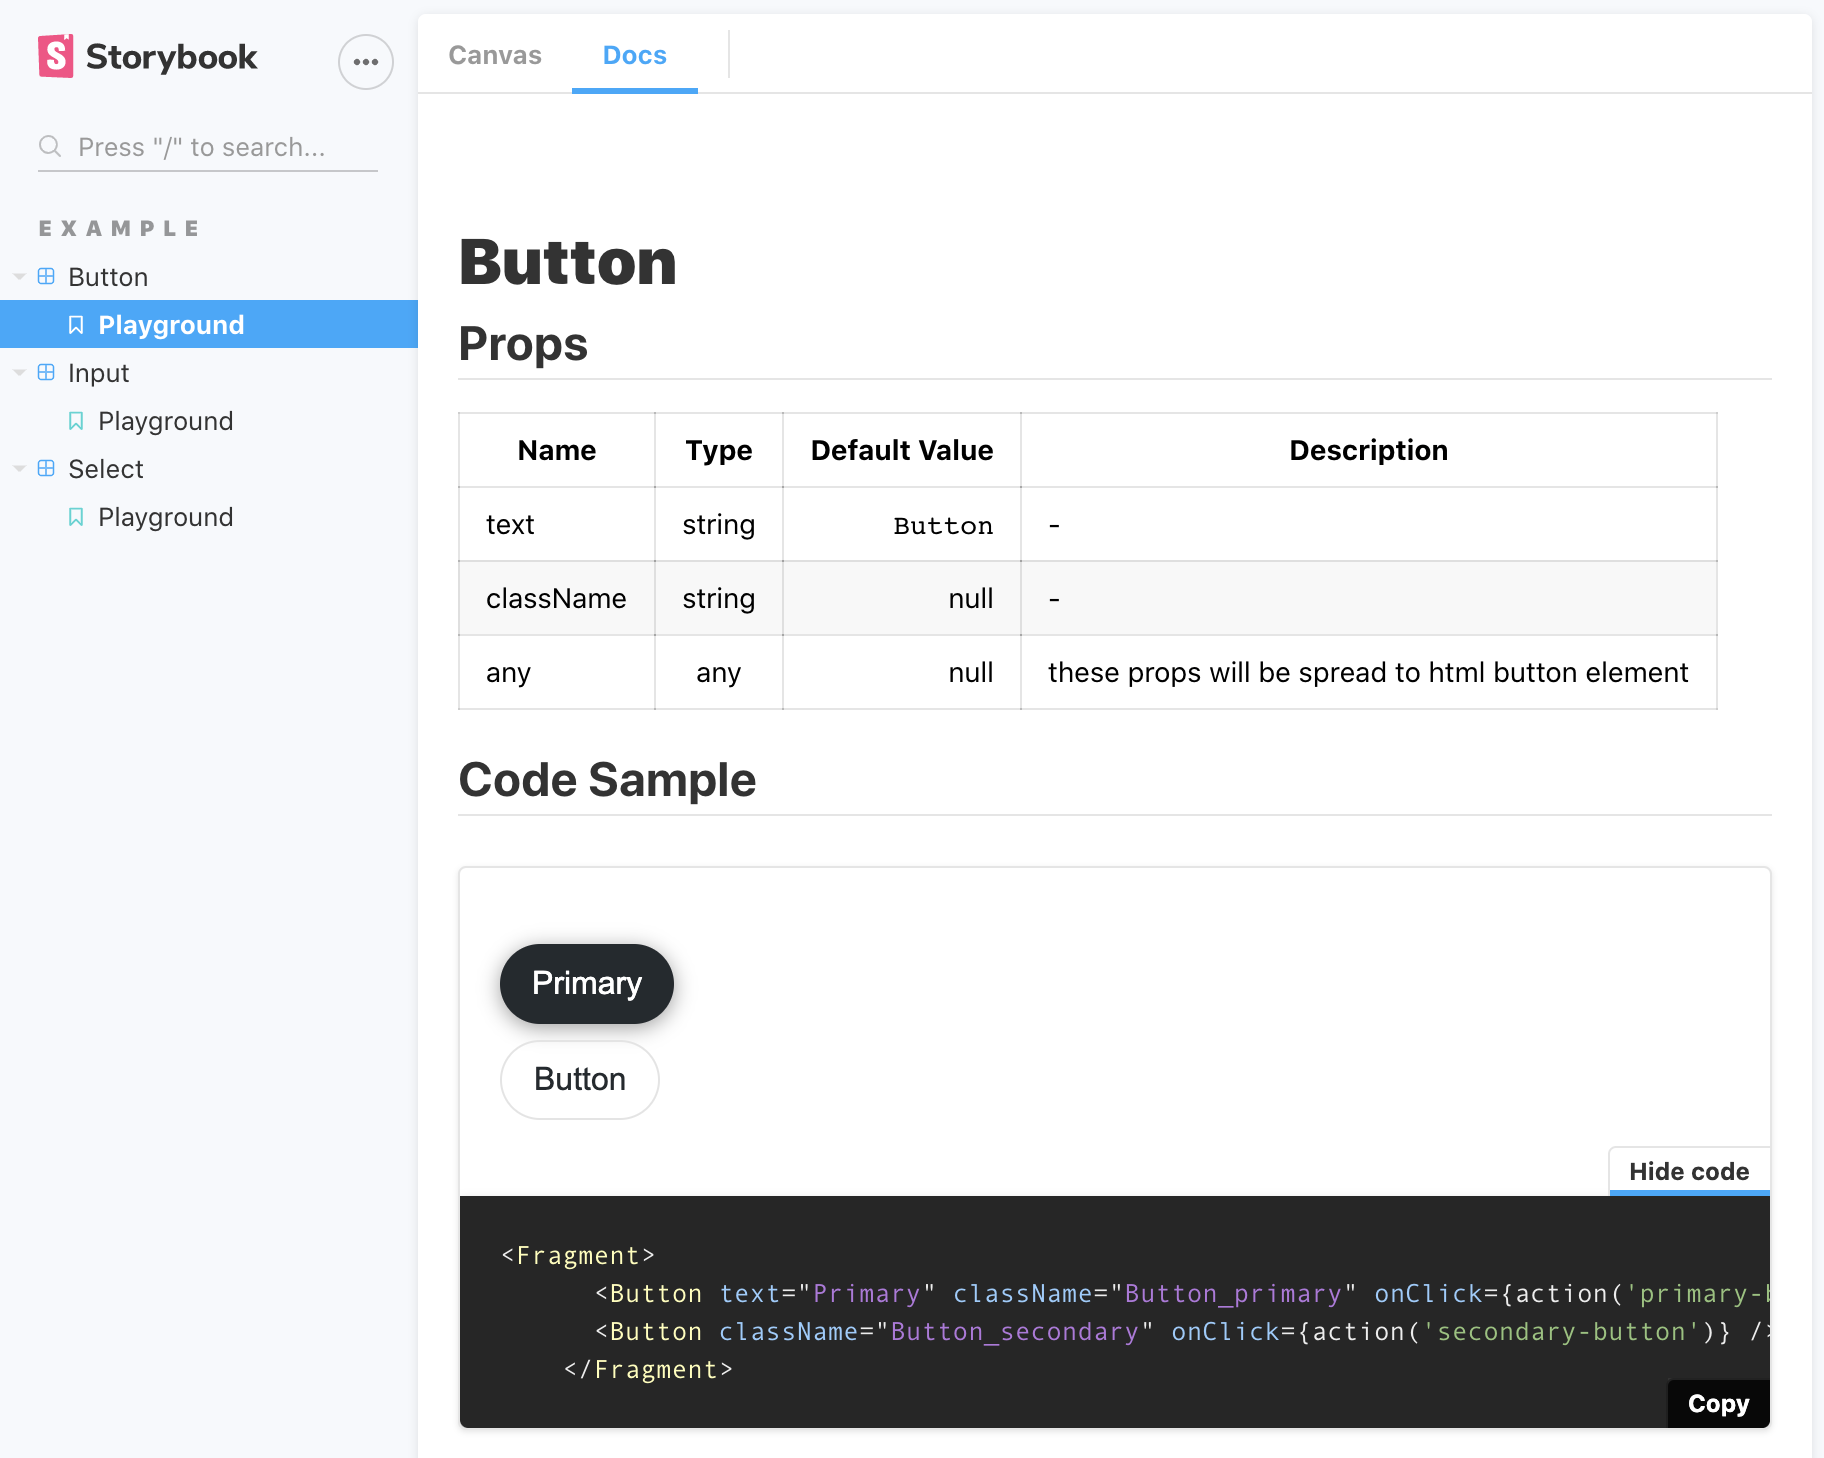 Storybook
Press "/" to search...
EXAMPLE
Button
Playground
Input
Playground
Select
Playground
Canvas Docs
Button
Props
Name Type Default Value Description
text string Button -
className string null -
any any null these props will be spread to html button element
Code Sample
Primary
Button
Hide code
<Fragment>
<Button text="Primary" className="Button_primary" onClick={action('primary-
<Button className="Button_secondary" onClick={action('secondary-button')} /
</Fragment>
Copy